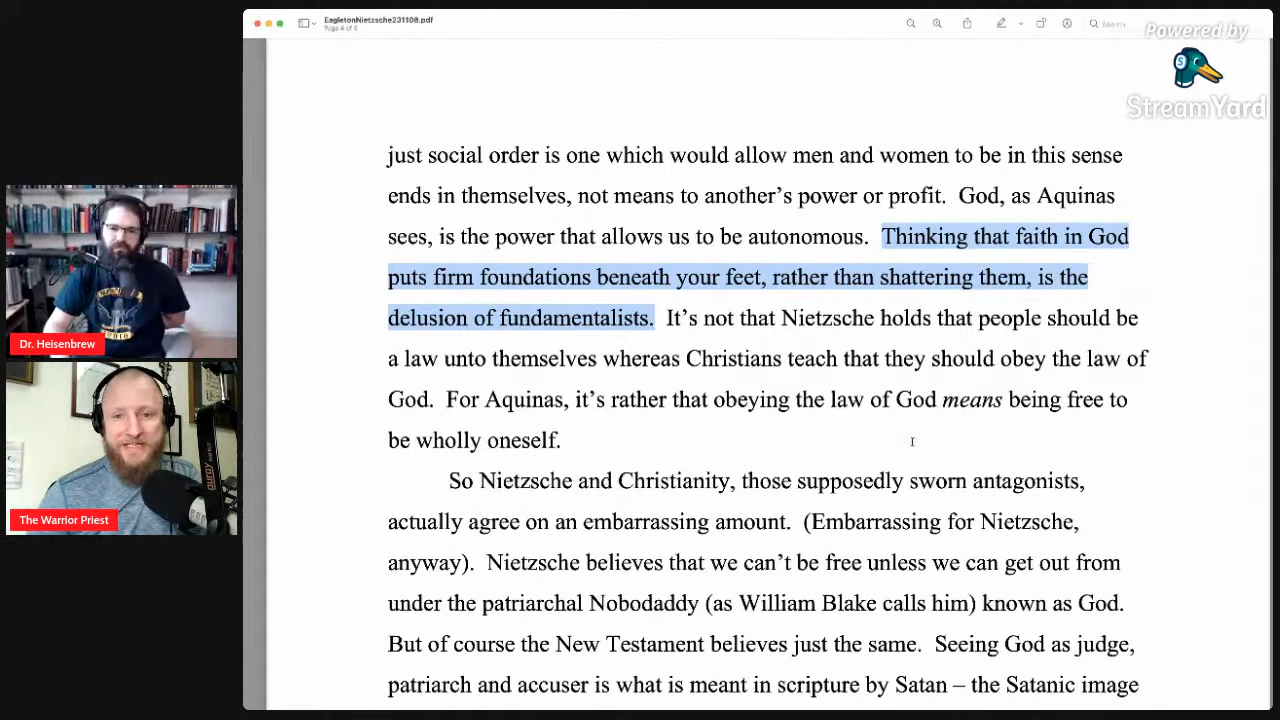 EagletonNietzsche231108.pdf
Page 4 of 5
Search
Powered by
StreamYard
just social order is one which would allow men and women to be in this sense
ends in themselves, not means to another’s power or profit.  God, as Aquinas
sees, is the power that allows us to be autonomous.  Thinking that faith in God
puts firm foundations beneath your feet, rather than shattering them, is the
delusion of fundamentalists.  It’s not that Nietzsche holds that people should be
a law unto themselves whereas Christians teach that they should obey the law of
God.  For Aquinas, it’s rather that obeying the law of God means being free to
be wholly oneself.
So Nietzsche and Christianity, those supposedly sworn antagonists,
actually agree on an embarrassing amount.  (Embarrassing for Nietzsche,
anyway).  Nietzsche believes that we can’t be free unless we can get out from
under the patriarchal Nobodaddy (as William Blake calls him) known as God.
But of course the New Testament believes just the same.  Seeing God as judge,
patriarch and accuser is what is meant in scripture by Satan – the Satanic image
Dr. Heisenbrew
The Warrior Priest